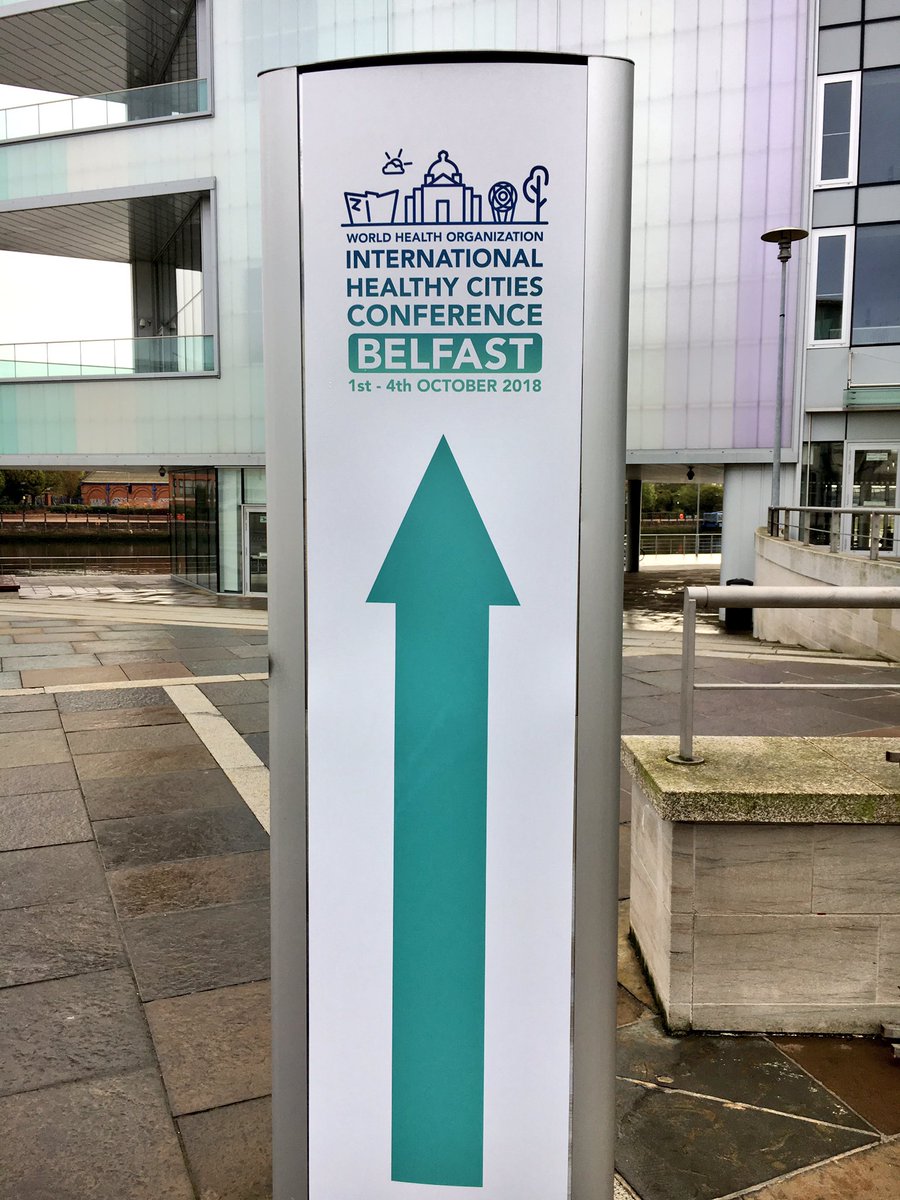 WORLD HEALTH ORGANIZATION
INTERNATIONAL
HEALTHY CITIES
CONFERENCE
BELFAST
1st - 4th OCTOBER 2018